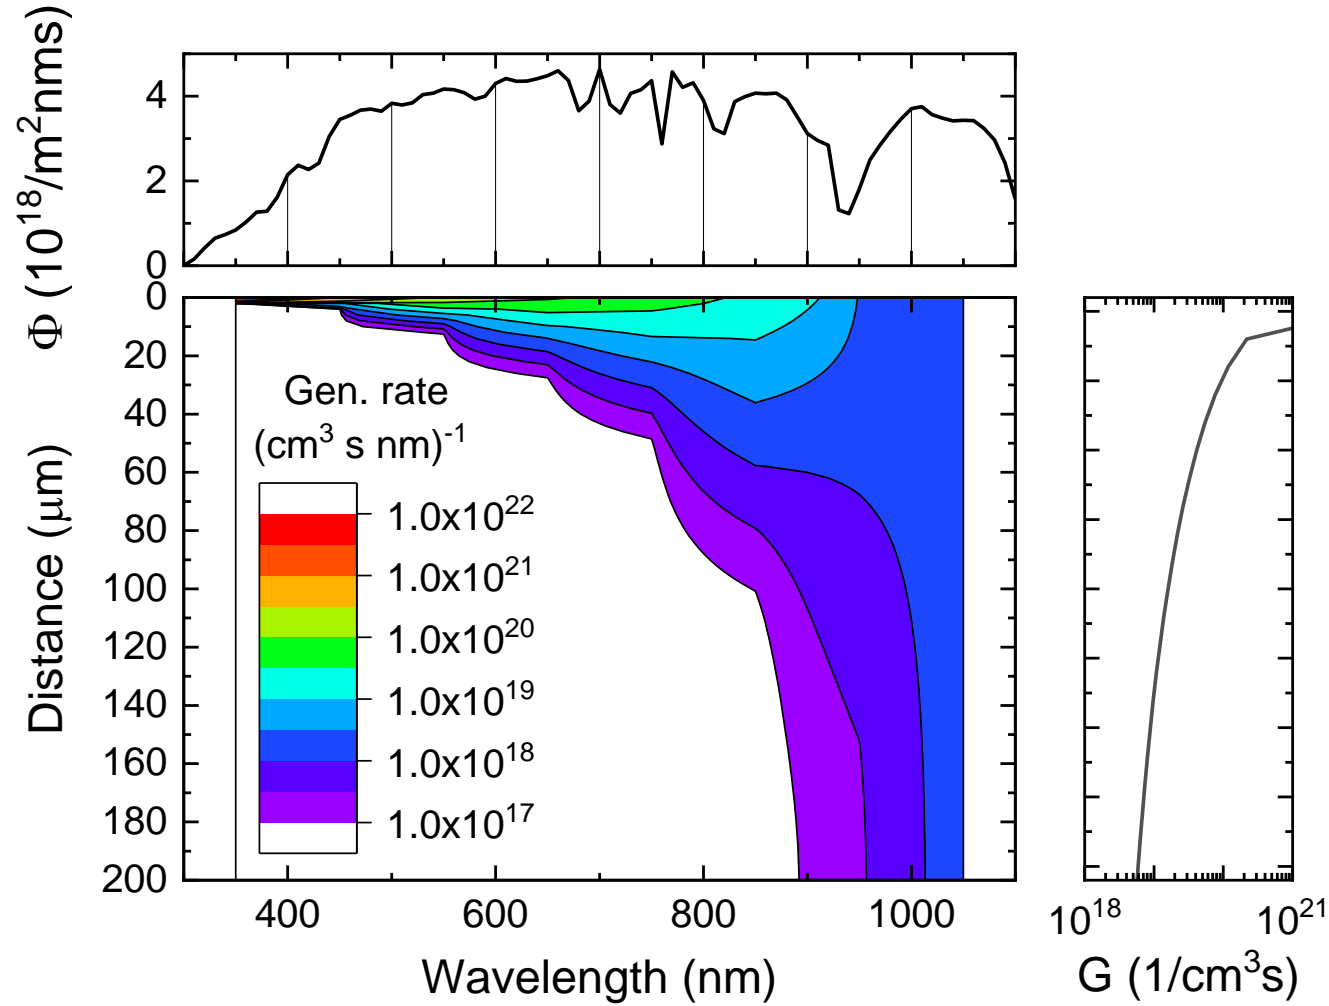 Φ (10¹⁸/m²nms)
4
2
0
0
20
40
60
80
100
120
140
160
180
200
Distance (μm)
Gen. rate
(cm³ s nm)⁻¹
1.0x10²²
1.0x10²¹
1.0x10²⁰
1.0x10¹⁹
1.0x10¹⁸
1.0x10¹⁷
400 600 800 1000
Wavelength (nm)
10¹⁸ 10²¹
G (1/cm³s)